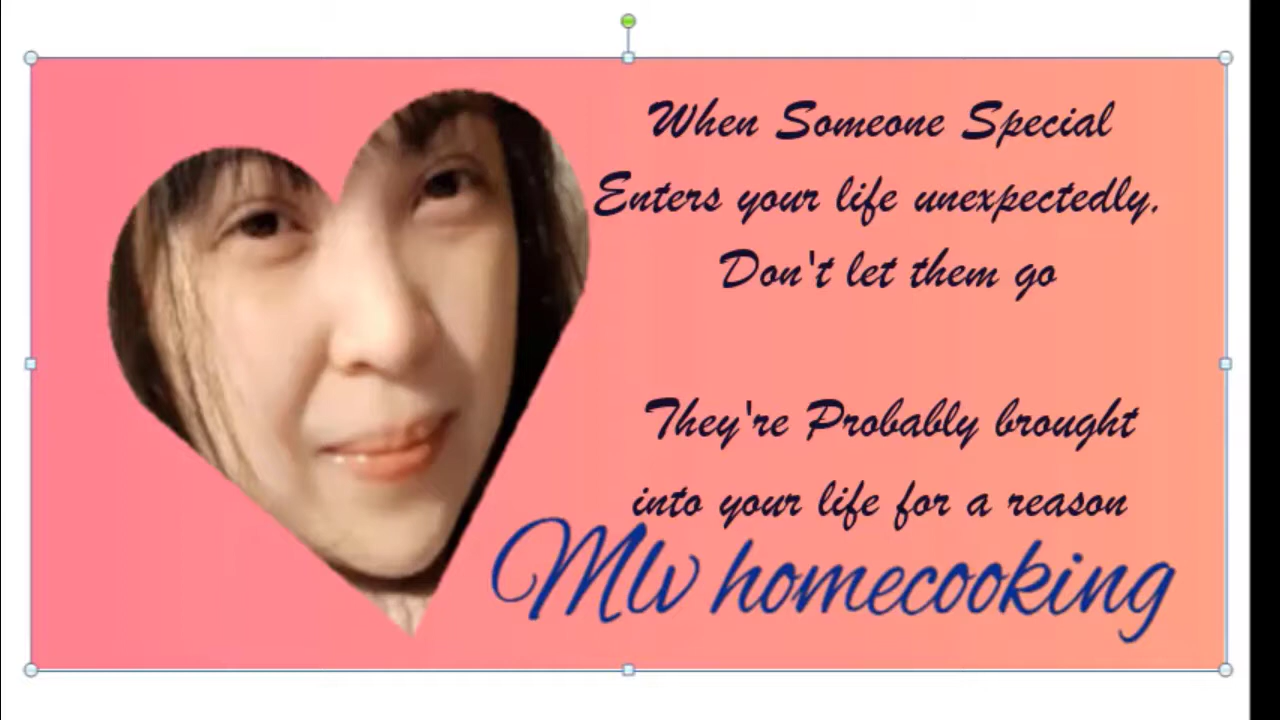 When Someone Special
Enters your life unexpectedly.
Don't let them go
They're Probably brought
into your life for a reason
Mlv homecooking